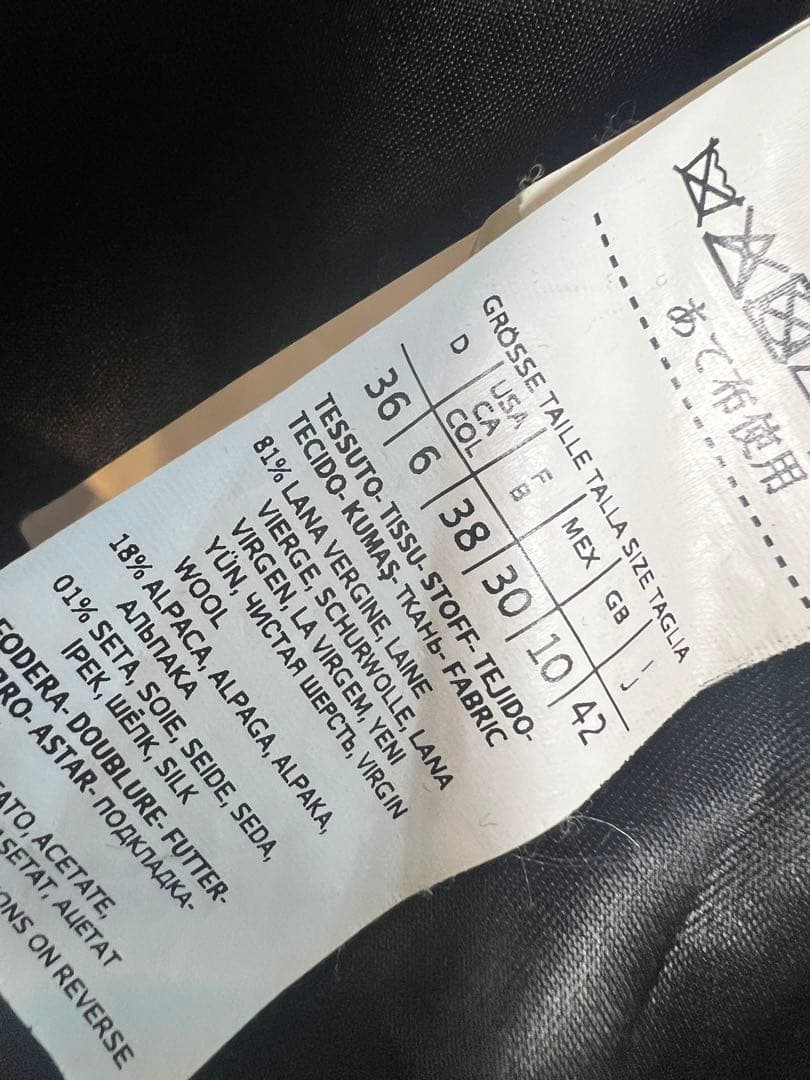 あて布使用
GRÖSSE TAILLE TALLA SIZE TAGLIA
D | USA CA COL | F B | MEX | GB | I J
36 | 6 | 38 | 30 | 10 | 42
TESSUTO- TISSU- STOFF- TEJIDO-
TECIDO- KUMAŞ- ТКАНЬ- FABRIC
81% LANA VERGINE, LAINE
VIERGE, SCHURWOLLE, LANA
VIRGEN, LA VIRGEM, YENI
YÜN, ЧИСТАЯ ШЕРСТЬ, VIRGIN
WOOL
18% ALPACA, ALPAGA, ALPAKA,
АЛЬПАКА
01% SETA, SOIE, SEIDE, SEDA,
IPEK, ШЁЛК, SILK
FODERA- DOUBLURE- FUTTER-
RO- ASTAR- ПОДКЛАДКА-
ATO, ACETATE,
ASETAT, АЦЕТАТ
ONS ON REVERSE